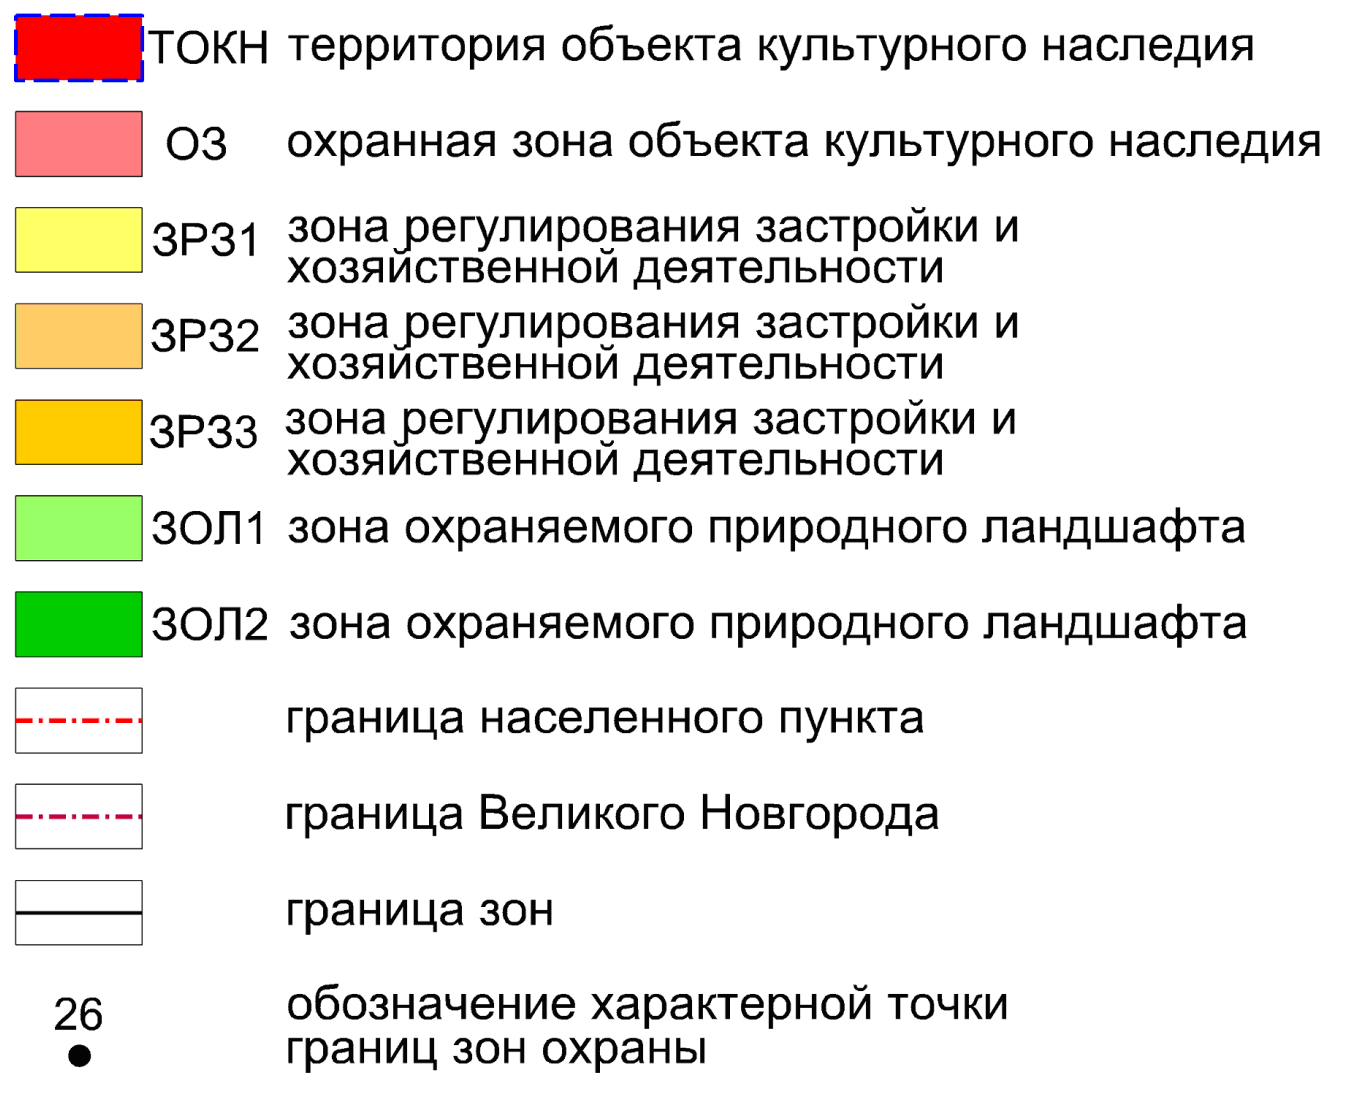 ТОКН территория объекта культурного наследия
ОЗ охранная зона объекта культурного наследия
ЗРЗ1 зона регулирования застройки и
хозяйственной деятельности
ЗРЗ2 зона регулирования застройки и
хозяйственной деятельности
ЗРЗ3 зона регулирования застройки и
хозяйственной деятельности
ЗОЛ1 зона охраняемого природного ландшафта
ЗОЛ2 зона охраняемого природного ландшафта
граница населенного пункта
граница Великого Новгорода
граница зон
26 обозначение характерной точки
границ зон охраны